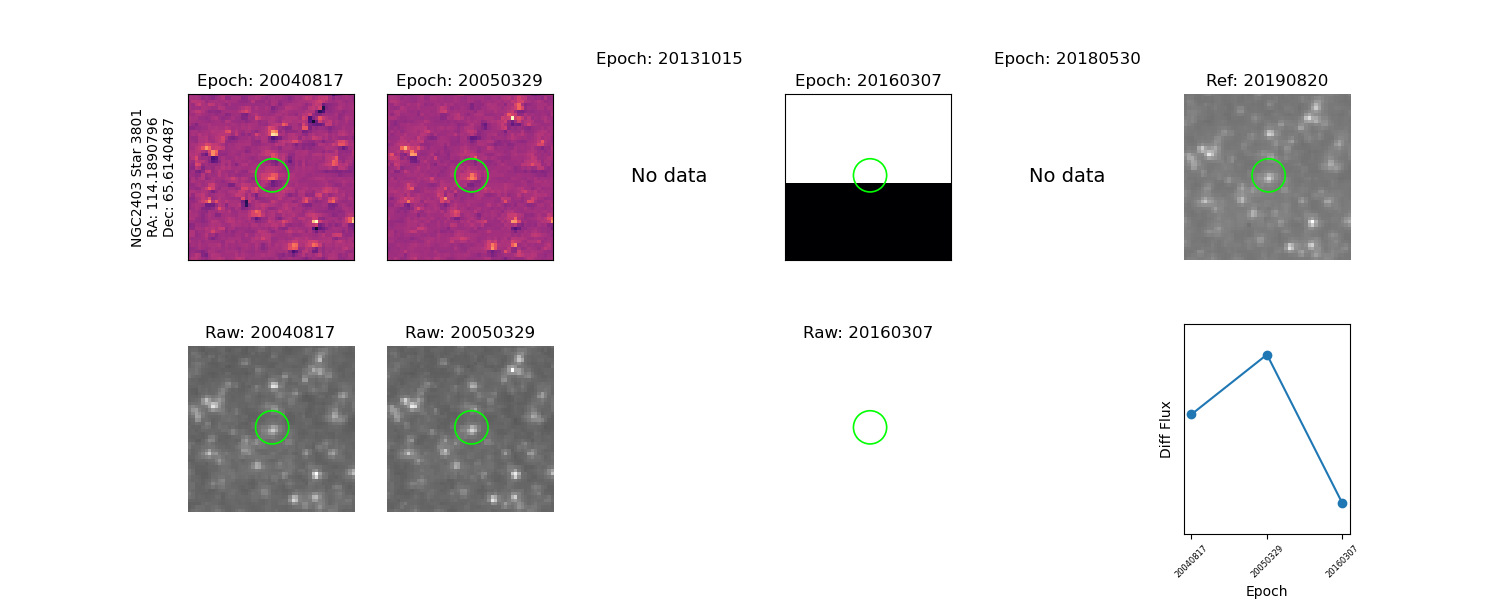 Epoch: 20131015
Epoch: 20180530
Epoch: 20040817
Epoch: 20050329
Epoch: 20160307
Ref: 20190820
NGC2403 Star 3801
RA: 114.1890796
Dec: 65.6140487
No data
No data
Raw: 20040817
Raw: 20050329
Raw: 20160307
Diff Flux
20040817
20050329
20160307
Epoch